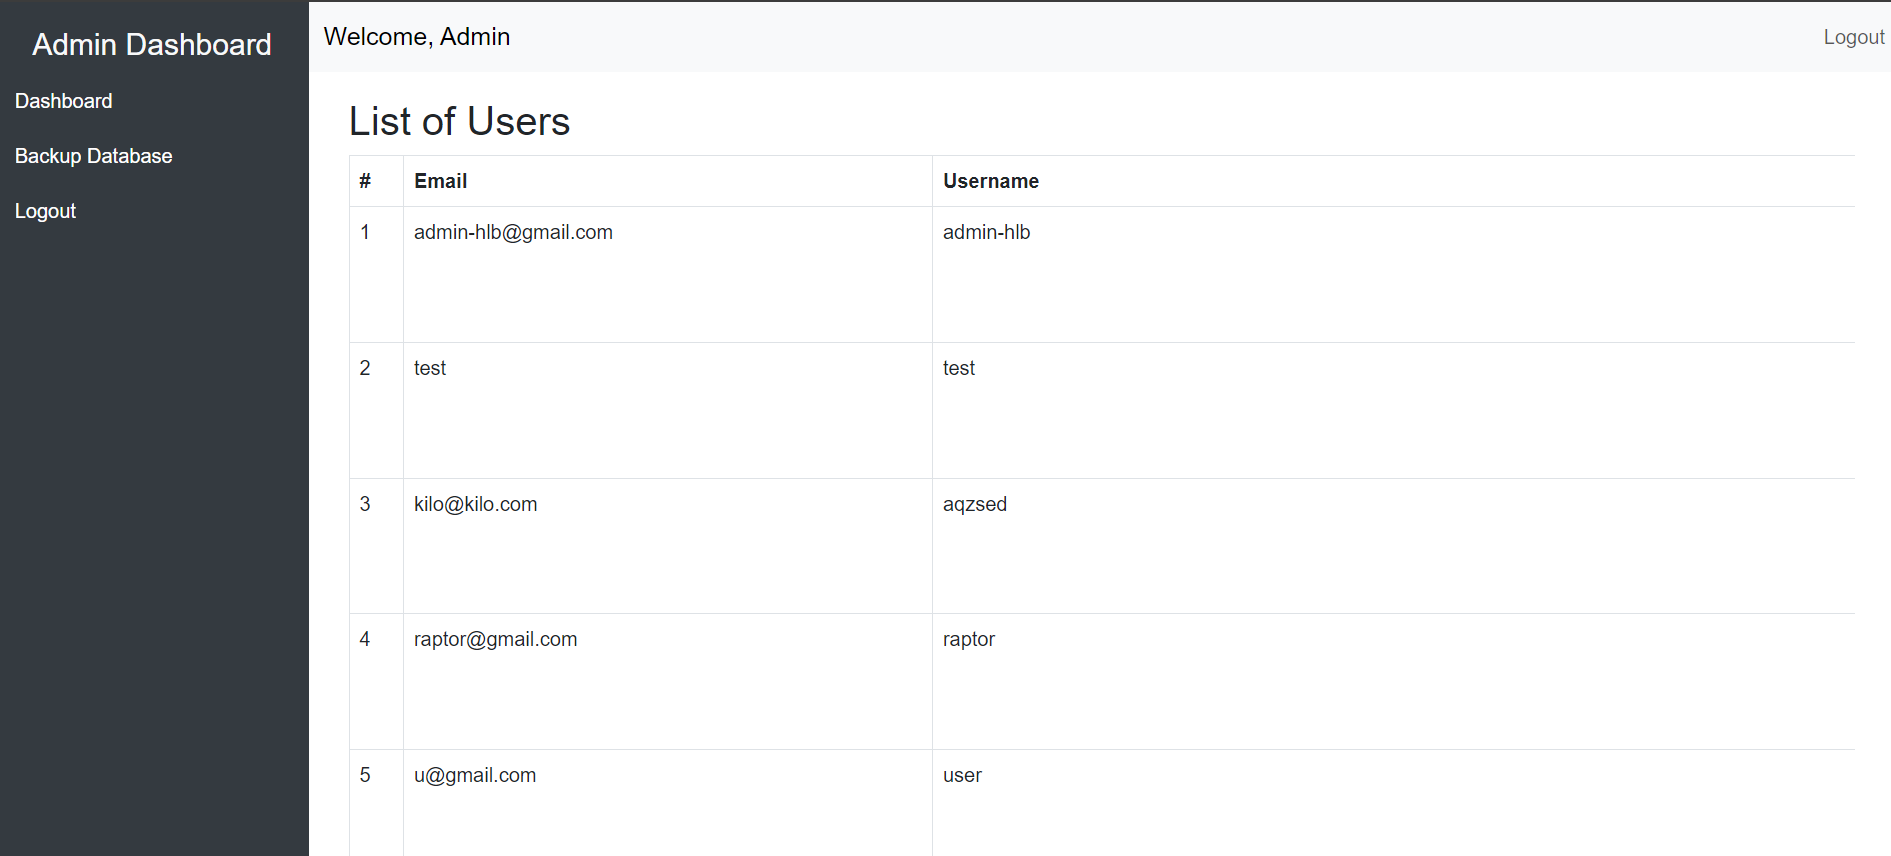 Admin Dashboard
Dashboard
Backup Database
Logout
Welcome, Admin
Logout
List of Users
# Email Username
1 admin-hlb@gmail.com admin-hlb
2 test test
3 kilo@kilo.com aqzsed
4 raptor@gmail.com raptor
5 u@gmail.com user